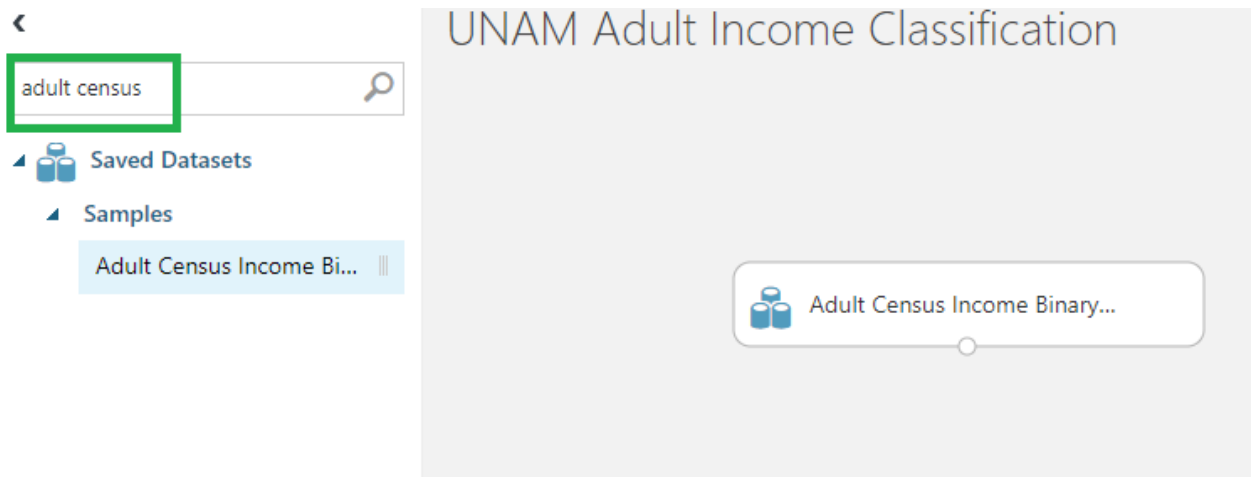 UNAM Adult Income Classification
adult census
Saved Datasets
Samples
Adult Census Income Bi...
Adult Census Income Binary...